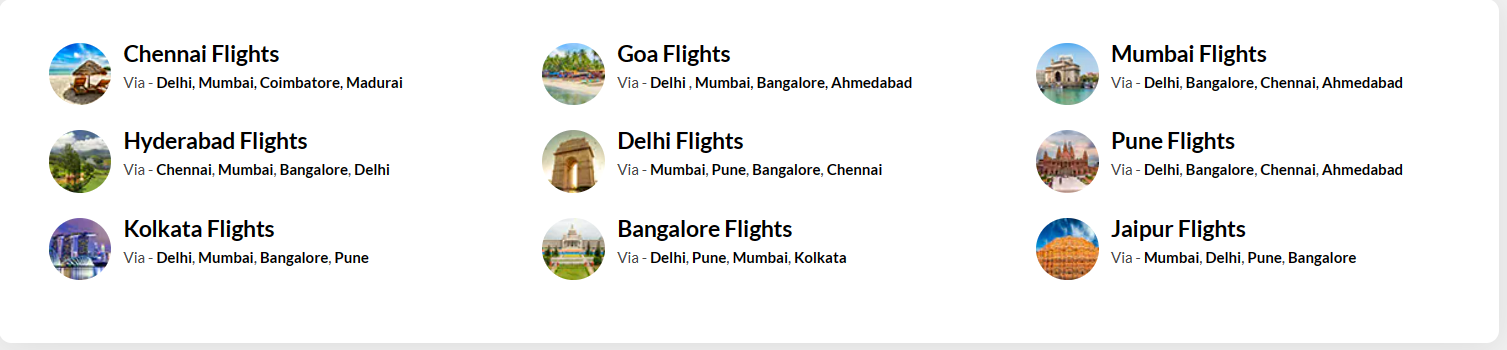 Chennai Flights
Via - Delhi, Mumbai, Coimbatore, Madurai
Goa Flights
Via - Delhi , Mumbai, Bangalore, Ahmedabad
Mumbai Flights
Via - Delhi, Bangalore, Chennai, Ahmedabad
Hyderabad Flights
Via - Chennai, Mumbai, Bangalore, Delhi
Delhi Flights
Via - Mumbai, Pune, Bangalore, Chennai
Pune Flights
Via - Delhi, Bangalore, Chennai, Ahmedabad
Kolkata Flights
Via - Delhi, Mumbai, Bangalore, Pune
Bangalore Flights
Via - Delhi, Pune, Mumbai, Kolkata
Jaipur Flights
Via - Mumbai, Delhi, Pune, Bangalore